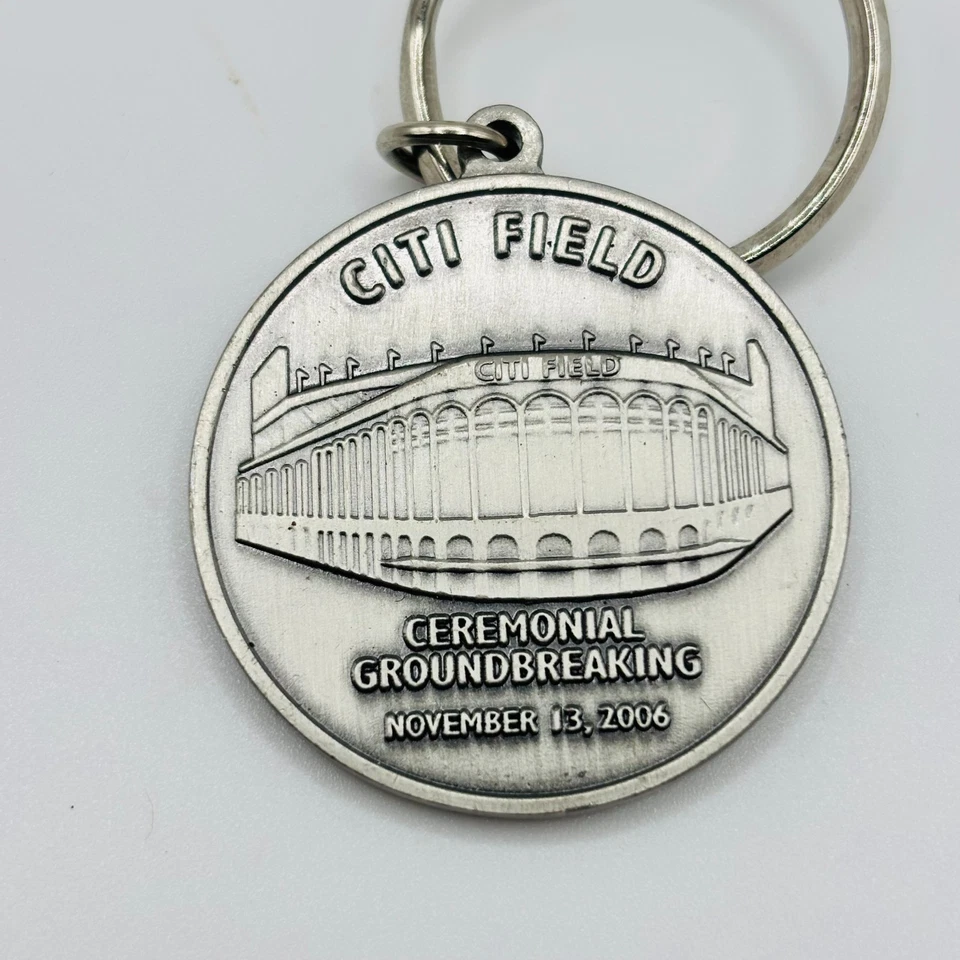 CITI FIELD
CITI FIELD
CEREMONIAL
GROUNDBREAKING
NOVEMBER 13, 2006